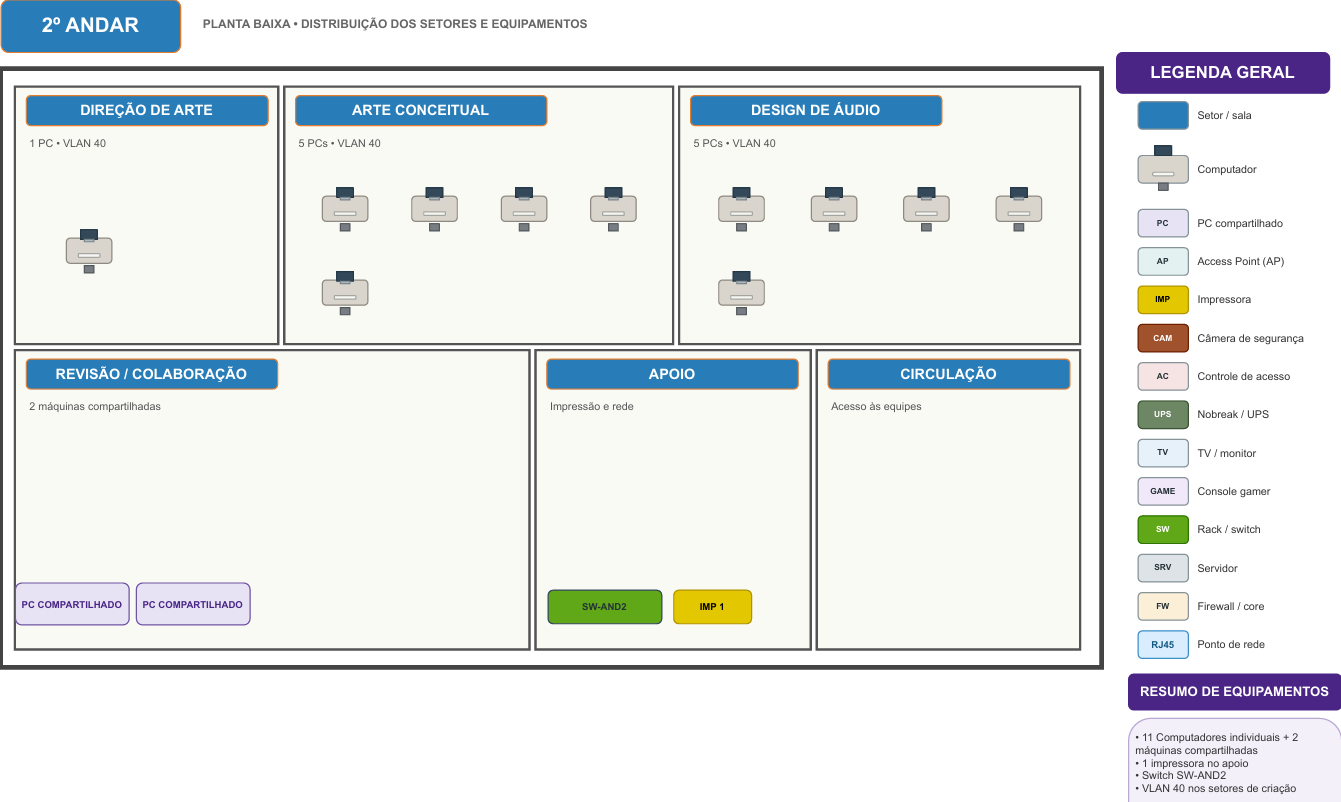 2º ANDAR
PLANTA BAIXA • DISTRIBUIÇÃO DOS SETORES E EQUIPAMENTOS
DIREÇÃO DE ARTE
1 PC • VLAN 40
ARTE CONCEITUAL
5 PCs • VLAN 40
DESIGN DE ÁUDIO
5 PCs • VLAN 40
REVISÃO / COLABORAÇÃO
2 máquinas compartilhadas
PC COMPARTILHADO
PC COMPARTILHADO
APOIO
Impressão e rede
SW-AND2
IMP 1
CIRCULAÇÃO
Acesso às equipes
LEGENDA GERAL
Setor / sala
Computador
PC PC compartilhado
AP Access Point (AP)
IMP Impressora
CAM Câmera de segurança
AC Controle de acesso
UPS Nobreak / UPS
TV TV / monitor
GAME Console gamer
SW Rack / switch
SRV Servidor
FW Firewall / core
RJ45 Ponto de rede
RESUMO DE EQUIPAMENTOS
• 11 Computadores individuais + 2
máquinas compartilhadas
• 1 impressora no apoio
• Switch SW-AND2
• VLAN 40 nos setores de criação